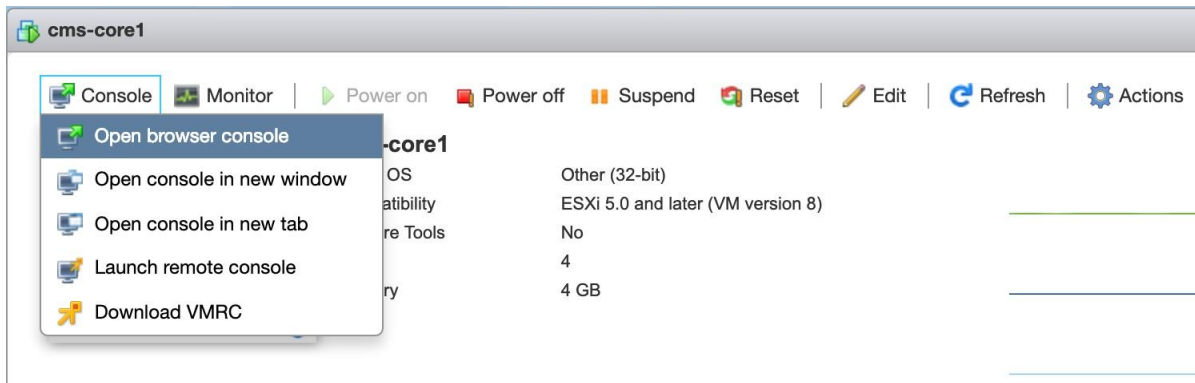 cms-core1
Console Monitor Power on Power off Suspend Reset Edit Refresh Actions
Open browser console
Open console in new window
Open console in new tab
Launch remote console
Download VMRC
-core1
OS Other (32-bit)
atibility ESXi 5.0 and later (VM version 8)
re Tools No
4
ry 4 GB